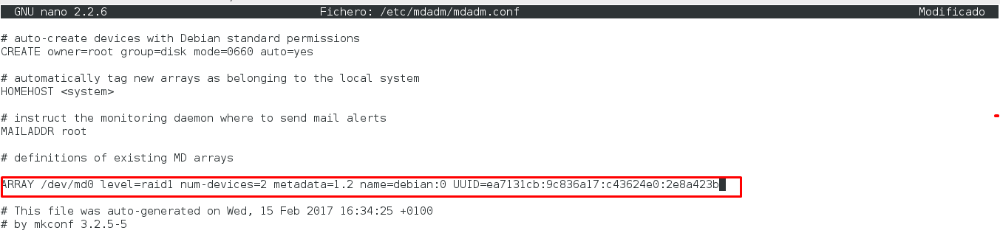 GNU nano 2.2.6 Fichero: /etc/mdadm/mdadm.conf Modificado
# auto-create devices with Debian standard permissions
CREATE owner=root group=disk mode=0660 auto=yes
# automatically tag new arrays as belonging to the local system
HOMEHOST <system>
# instruct the monitoring daemon where to send mail alerts
MAILADDR root
# definitions of existing MD arrays
ARRAY /dev/md0 level=raid1 num-devices=2 metadata=1.2 name=debian:0 UUID=ea7131cb:9c836a17:c43624e0:2e8a423b
# This file was auto-generated on Wed, 15 Feb 2017 16:34:25 +0100
# by mkconf 3.2.5-5